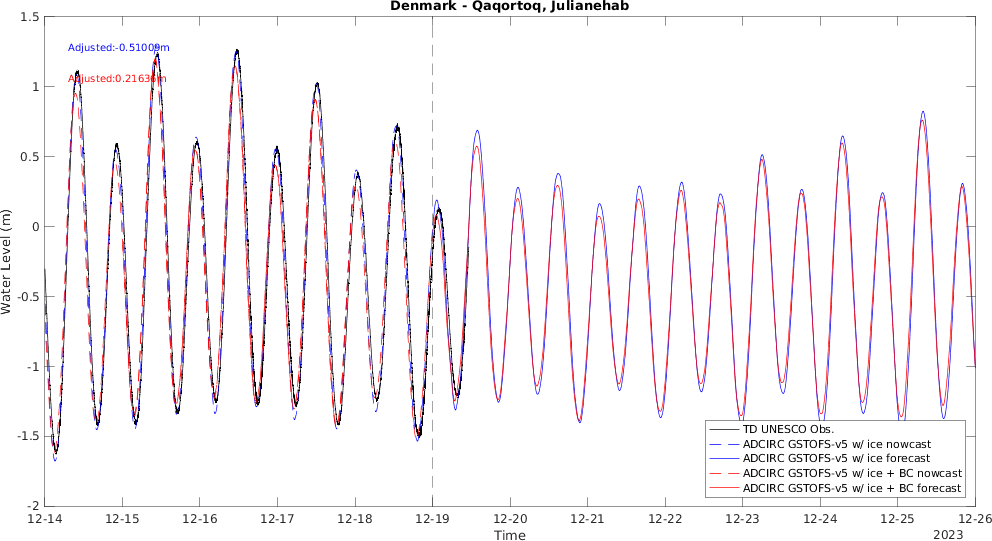 Denmark - Qaqortoq, Julianehab
Adjusted:-0.51009m
Adjusted:0.21636m
Water Level (m)
1.5
1
0.5
0
-0.5
-1
-1.5
-2
TD UNESCO Obs.
ADCIRC GSTOFS-v5 w/ ice nowcast
ADCIRC GSTOFS-v5 w/ ice forecast
ADCIRC GSTOFS-v5 w/ ice + BC nowcast
ADCIRC GSTOFS-v5 w/ ice + BC forecast
12-14 12-15 12-16 12-17 12-18 12-19 12-20 12-21 12-22 12-23 12-24 12-25 12-26
Time
2023